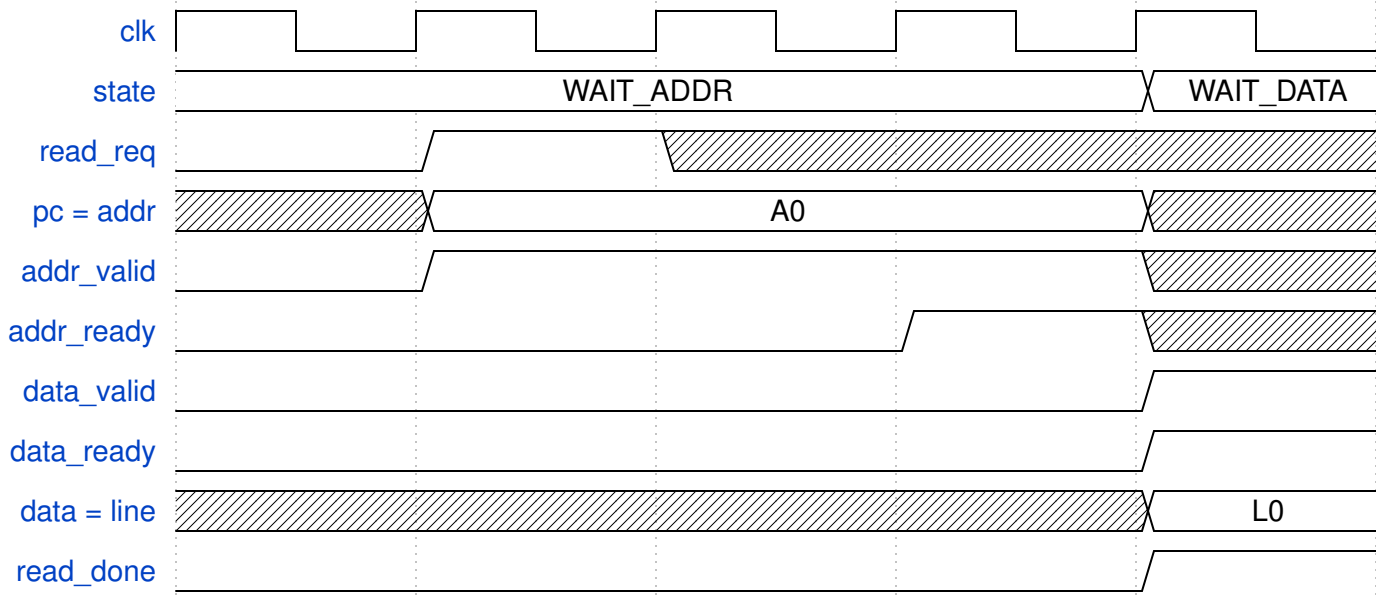 clk
state WAIT_ADDR WAIT_DATA
read_req
pc = addr A0
addr_valid
addr_ready
data_valid
data_ready
data = line L0
read_done